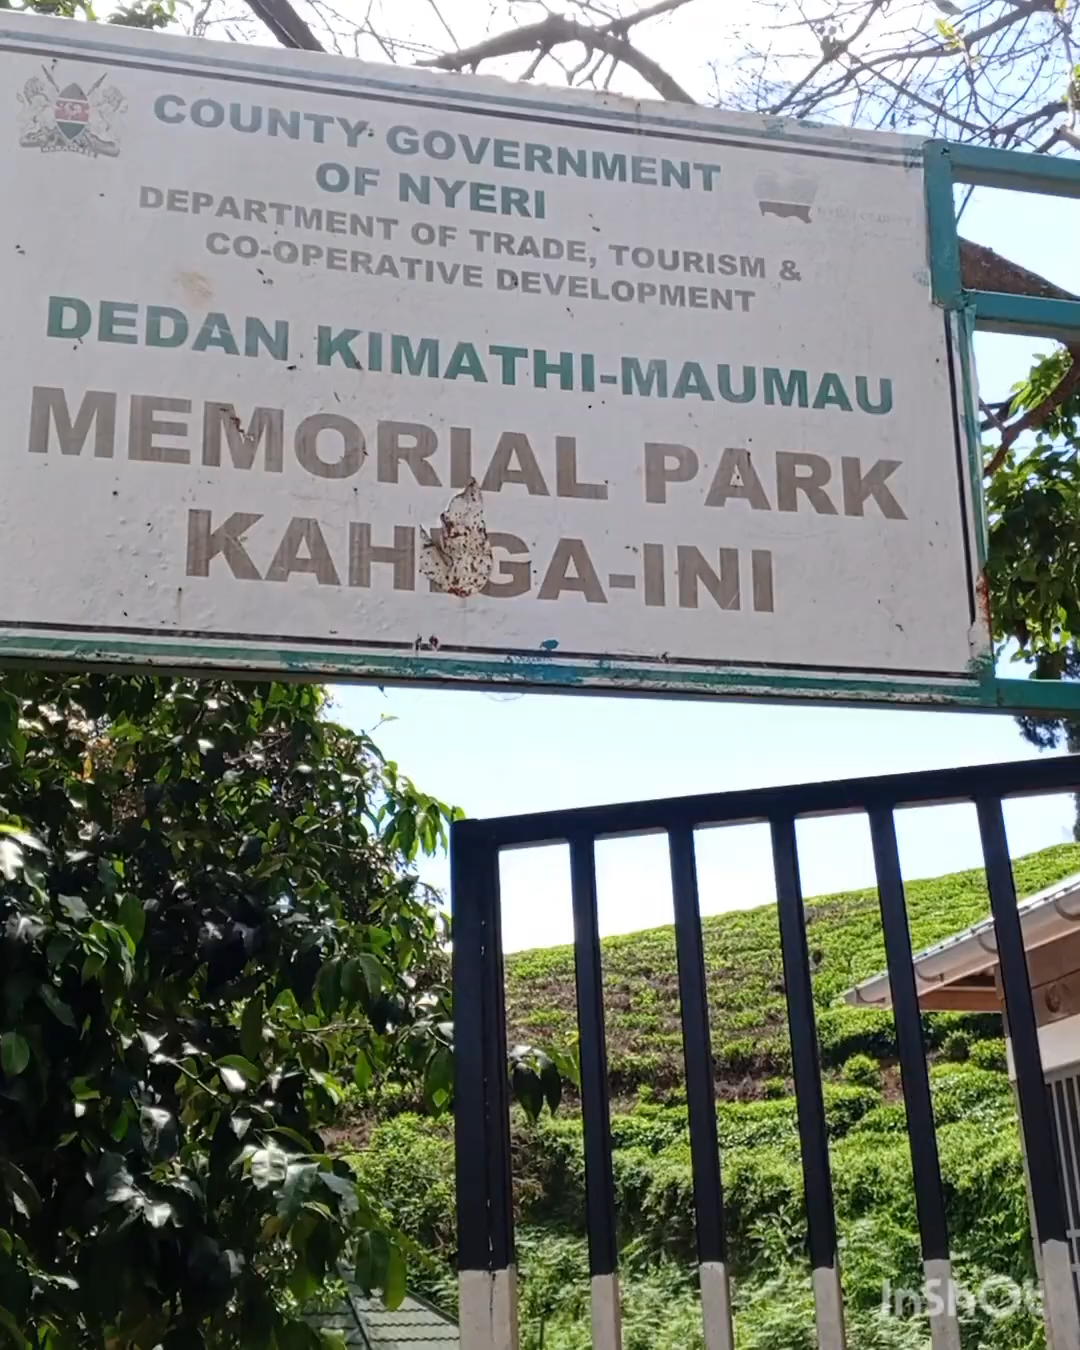 COUNTY GOVERNMENT
OF NYERI
DEPARTMENT OF TRADE, TOURISM &
CO-OPERATIVE DEVELOPMENT
DEDAN KIMATHI-MAUMAU
MEMORIAL PARK
KAHIGA-INI
InShOt